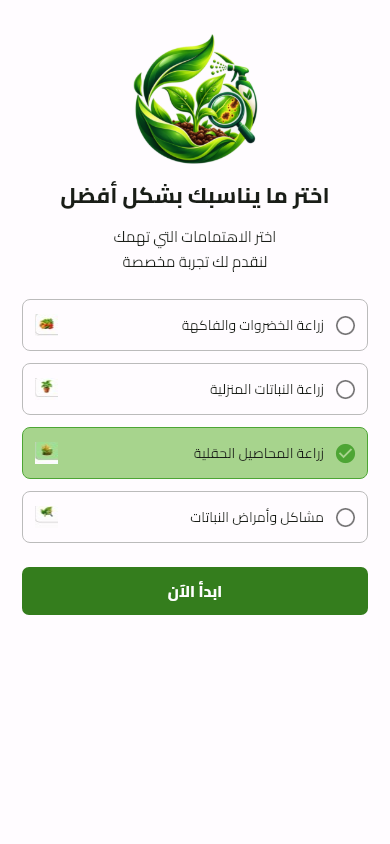 اختر ما يناسبك بشكل أفضل
اختر الاهتمامات التي تهمك
لنقدم لك تجربة مخصصة
زراعة الخضروات والفاكهة
زراعة النباتات المنزلية
زراعة المحاصيل الحقلية
مشاكل وأمراض النباتات
ابدأ الآن